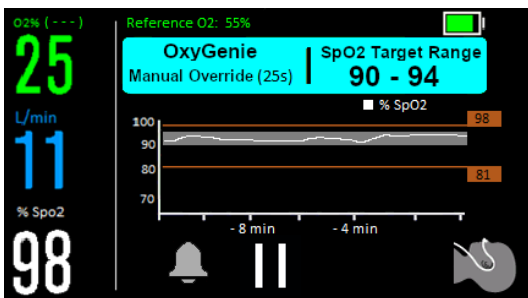 O2% ( - - - )
25
L/min
11
% Spo2
98
Reference O2: 55%
OxyGenie
Manual Override (25s)
SpO2 Target Range
90 - 94
% SpO2
100
90
80
70
98
81
- 8 min
- 4 min